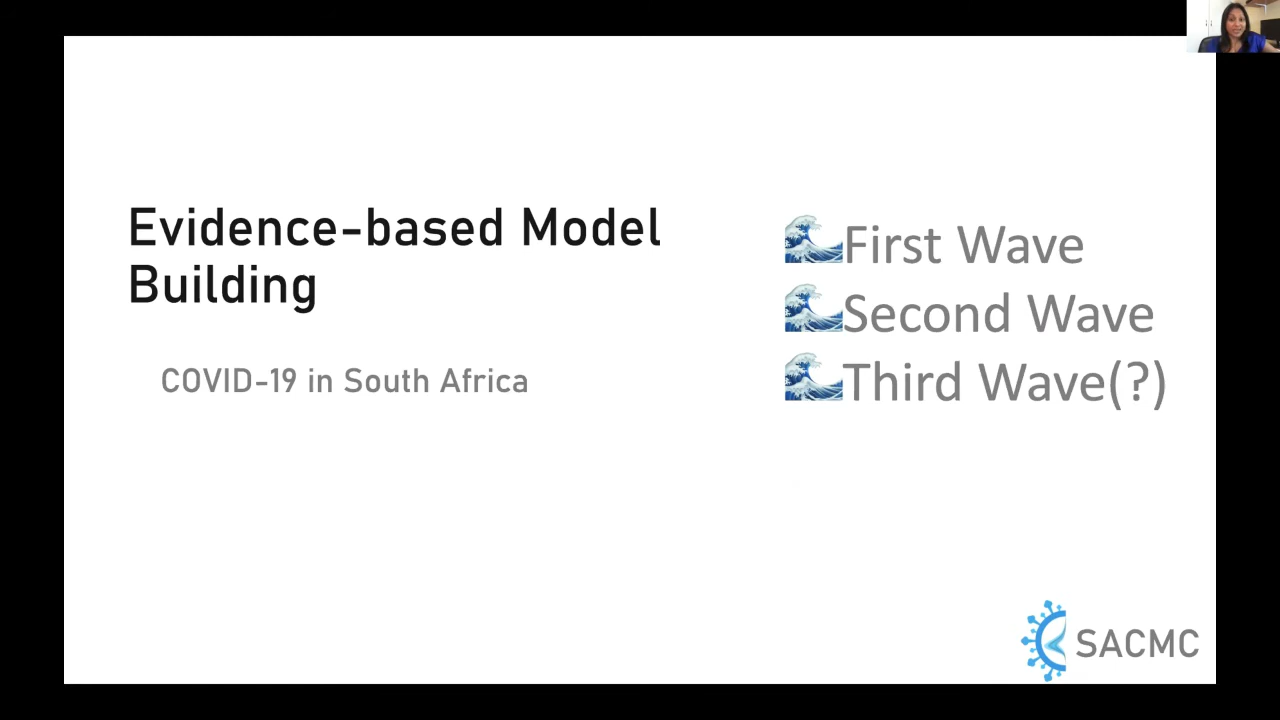 Evidence-based Model
Building
COVID-19 in South Africa
First Wave
Second Wave
Third Wave(?)
SACMC